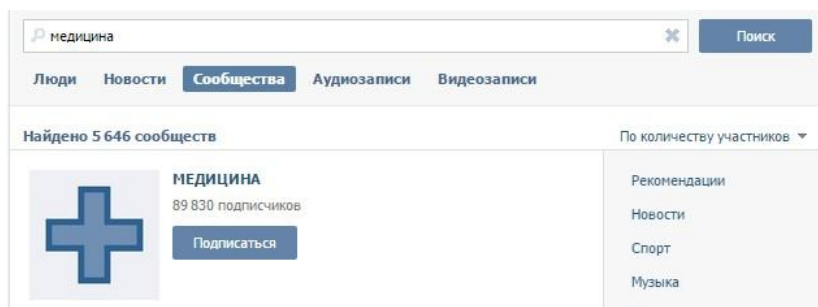 медицина
Поиск
Люди Новости Сообщества Аудиозаписи Видеозаписи
Найдено 5 646 сообществ
По количеству участников
МЕДИЦИНА
89 830 подписчиков
Подписаться
Рекомендации
Новости
Спорт
Музыка